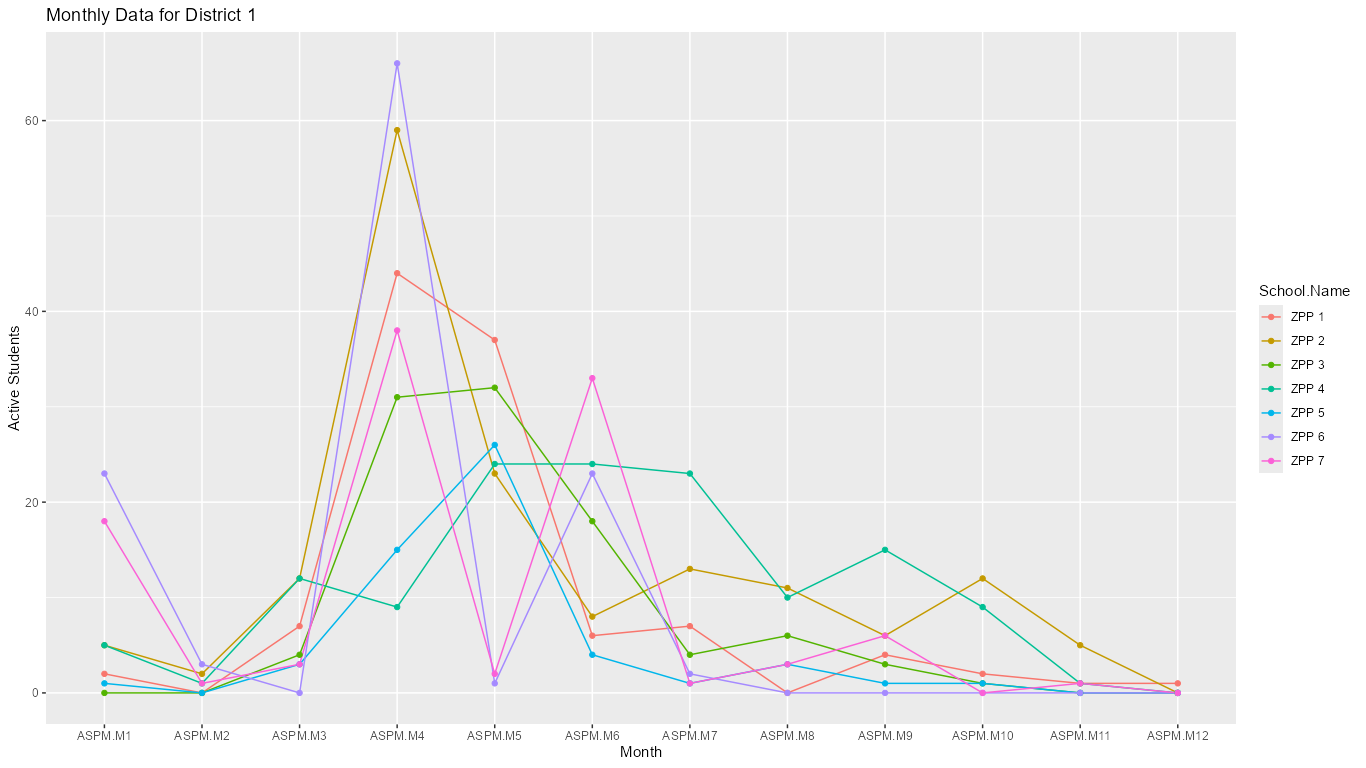 Monthly Data for District 1
Active Students
60
40
20
0
ASPM.M1 ASPM.M2 ASPM.M3 ASPM.M4 ASPM.M5 ASPM.M6 ASPM.M7 ASPM.M8 ASPM.M9 ASPM.M10 ASPM.M11 ASPM.M12
Month
School.Name
ZPP 1
ZPP 2
ZPP 3
ZPP 4
ZPP 5
ZPP 6
ZPP 7